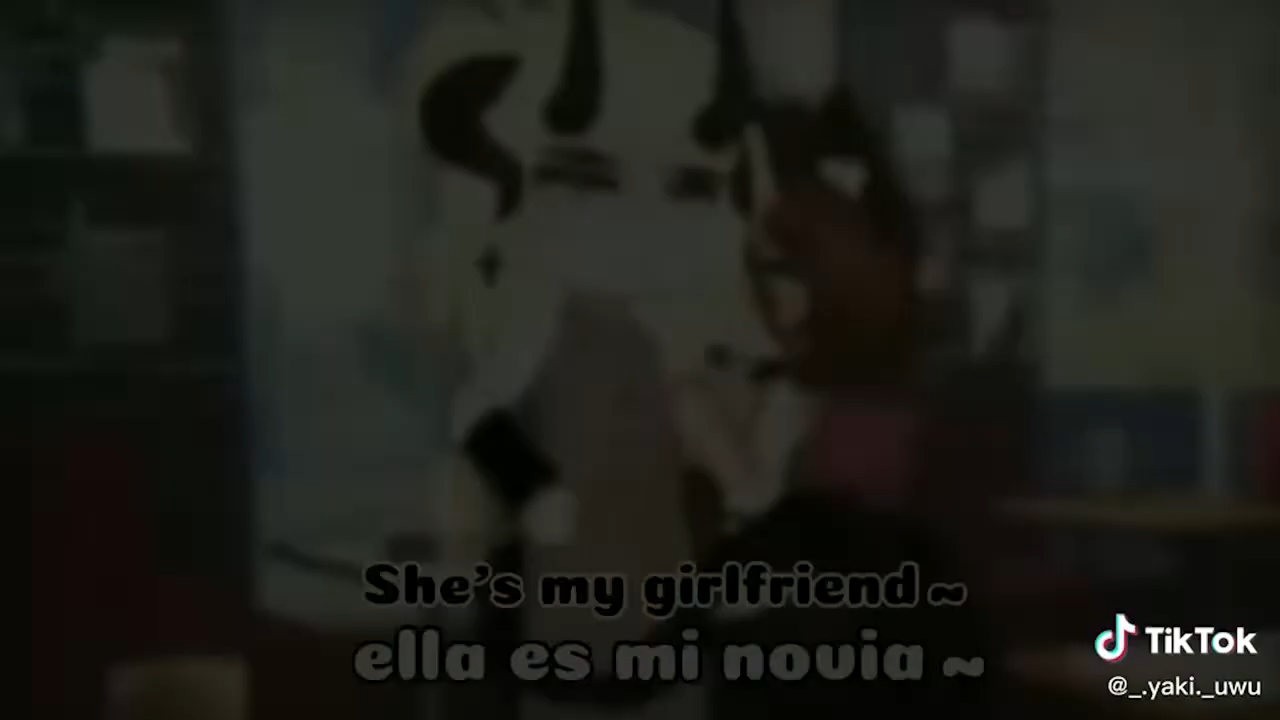 She's my girlfriend ~
ella es mi novia ~
TikTok
@_.yaki._uwu